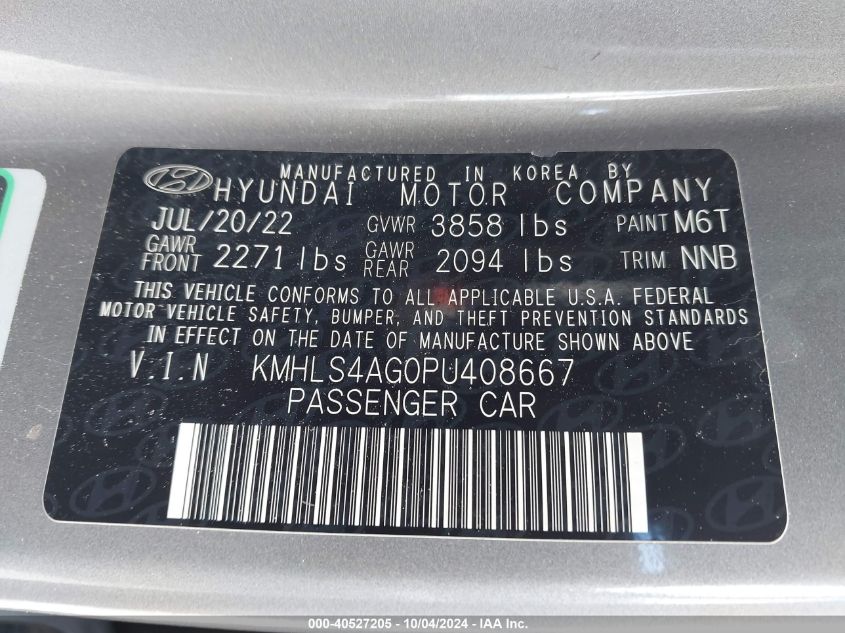 MANUFACTURED IN KOREA BY
HYUNDAI MOTOR COMPANY
JUL/20/22 GVWR 3858 lbs PAINT M6T
GAWR FRONT 2271 lbs GAWR REAR 2094 lbs TRIM NNB
THIS VEHICLE CONFORMS TO ALL APPLICABLE U.S.A. FEDERAL
MOTOR VEHICLE SAFETY, BUMPER, AND THEFT PREVENTION STANDARDS
IN EFFECT ON THE DATE OF MANUFACTURE SHOWN ABOVE
V.I.N KMHLS4AG0PU408667
PASSENGER CAR
000-40527205 - 10/04/2024 - IAA Inc.